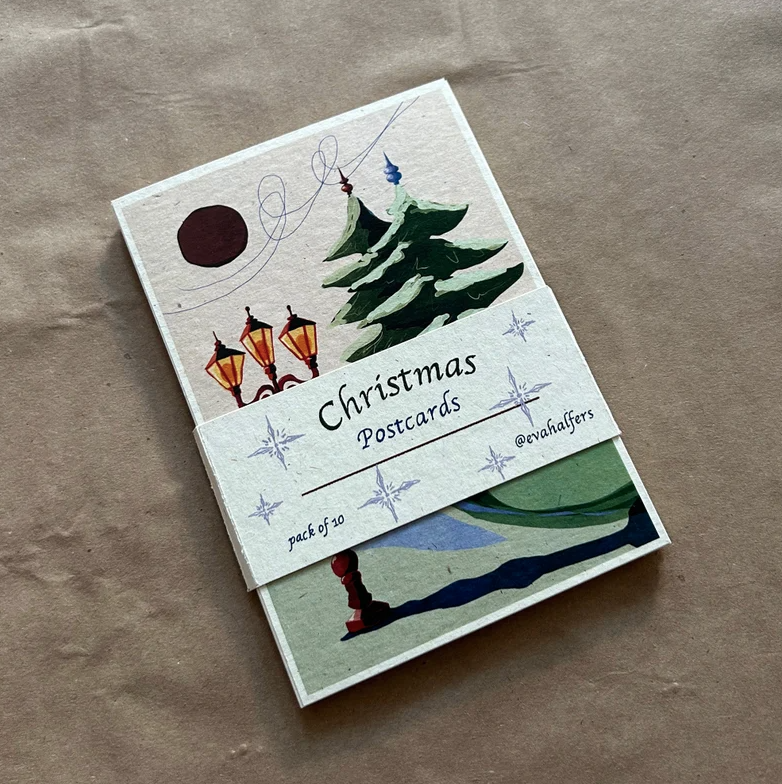 Christmas
Postcards
@evahalfers
pack of 10